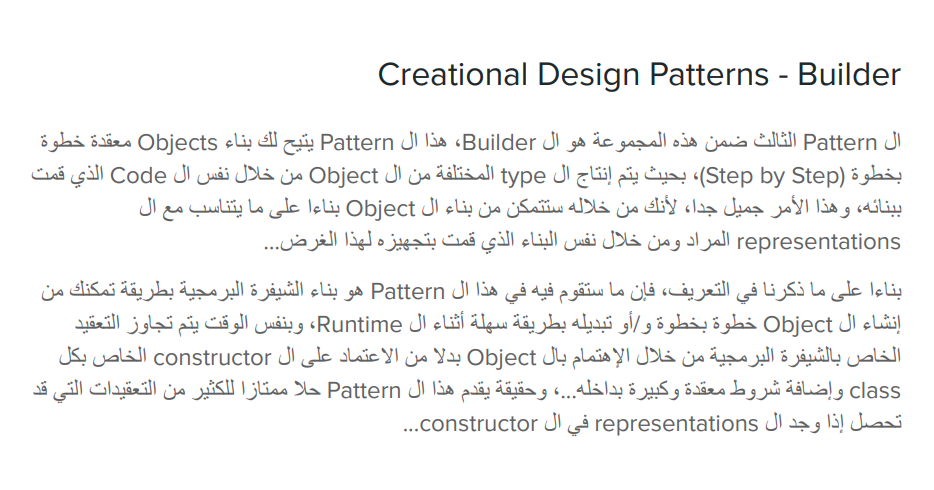 Creational Design Patterns - Builder
ال Pattern الثالث ضمن هذه المجموعة هو ال Builder، هذا ال Pattern يتيح لك بناء Objects معقدة خطوة
بخطوة (Step by Step)، بحيث يتم إنتاج ال type المختلفة من ال Object من خلال نفس ال Code الذي قمت
ببنائه، وهذا الأمر جميل جدا، لأنك من خلاله ستتمكن من بناء ال Object بناءا على ما يتناسب مع ال
representations المراد ومن خلال نفس البناء الذي قمت بتجهيزه لهذا الغرض...
بناءا على ما ذكرنا في التعريف، فإن ما ستقوم فيه في هذا ال Pattern هو بناء الشيفرة البرمجية بطريقة تمكنك من
إنشاء ال Object خطوة بخطوة و/أو تبديله بطريقة سهلة أثناء ال Runtime، وبنفس الوقت يتم تجاوز التعقيد
الخاص بالشيفرة البرمجية من خلال الإهتمام بال Object بدلا من الاعتماد على ال constructor الخاص بكل
class وإضافة شروط معقدة وكبيرة بداخله...، وحقيقة يقدم هذا ال Pattern حلا ممتازا للكثير من التعقيدات التي قد
تحصل إذا وجد ال representations في ال constructor...